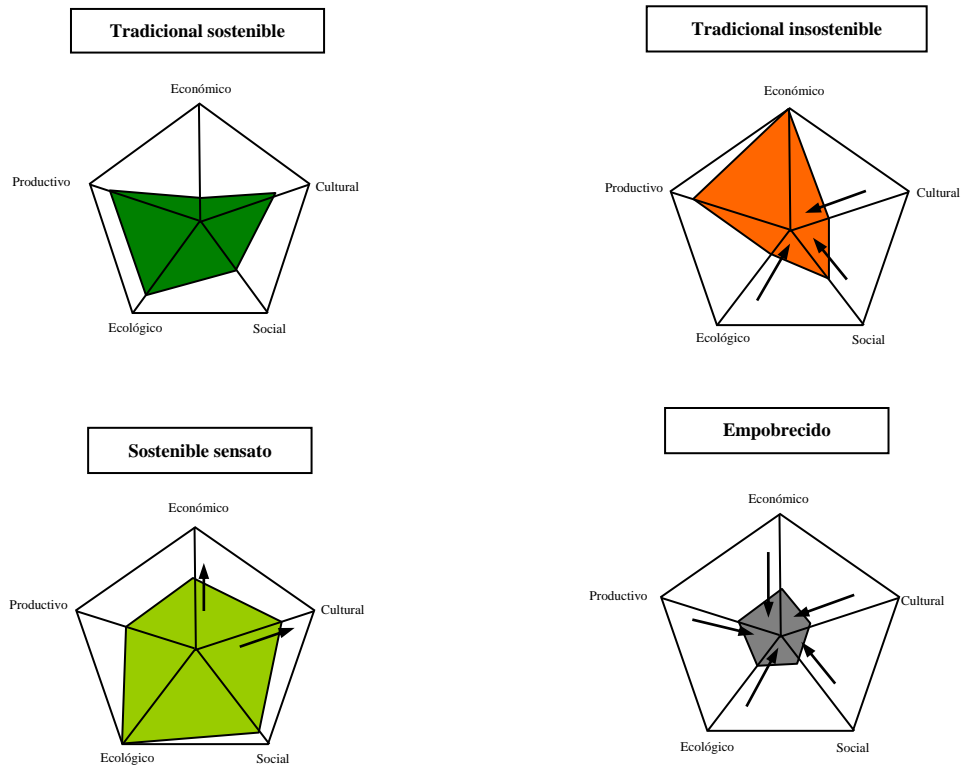 Tradicional sostenible
Económico
Productivo
Cultural
Ecológico
Social
Tradicional insostenible
Económico
Productivo
Cultural
Ecológico
Social
Sostenible sensato
Económico
Productivo
Cultural
Ecológico
Social
Empobrecido
Económico
Productivo
Cultural
Ecológico
Social